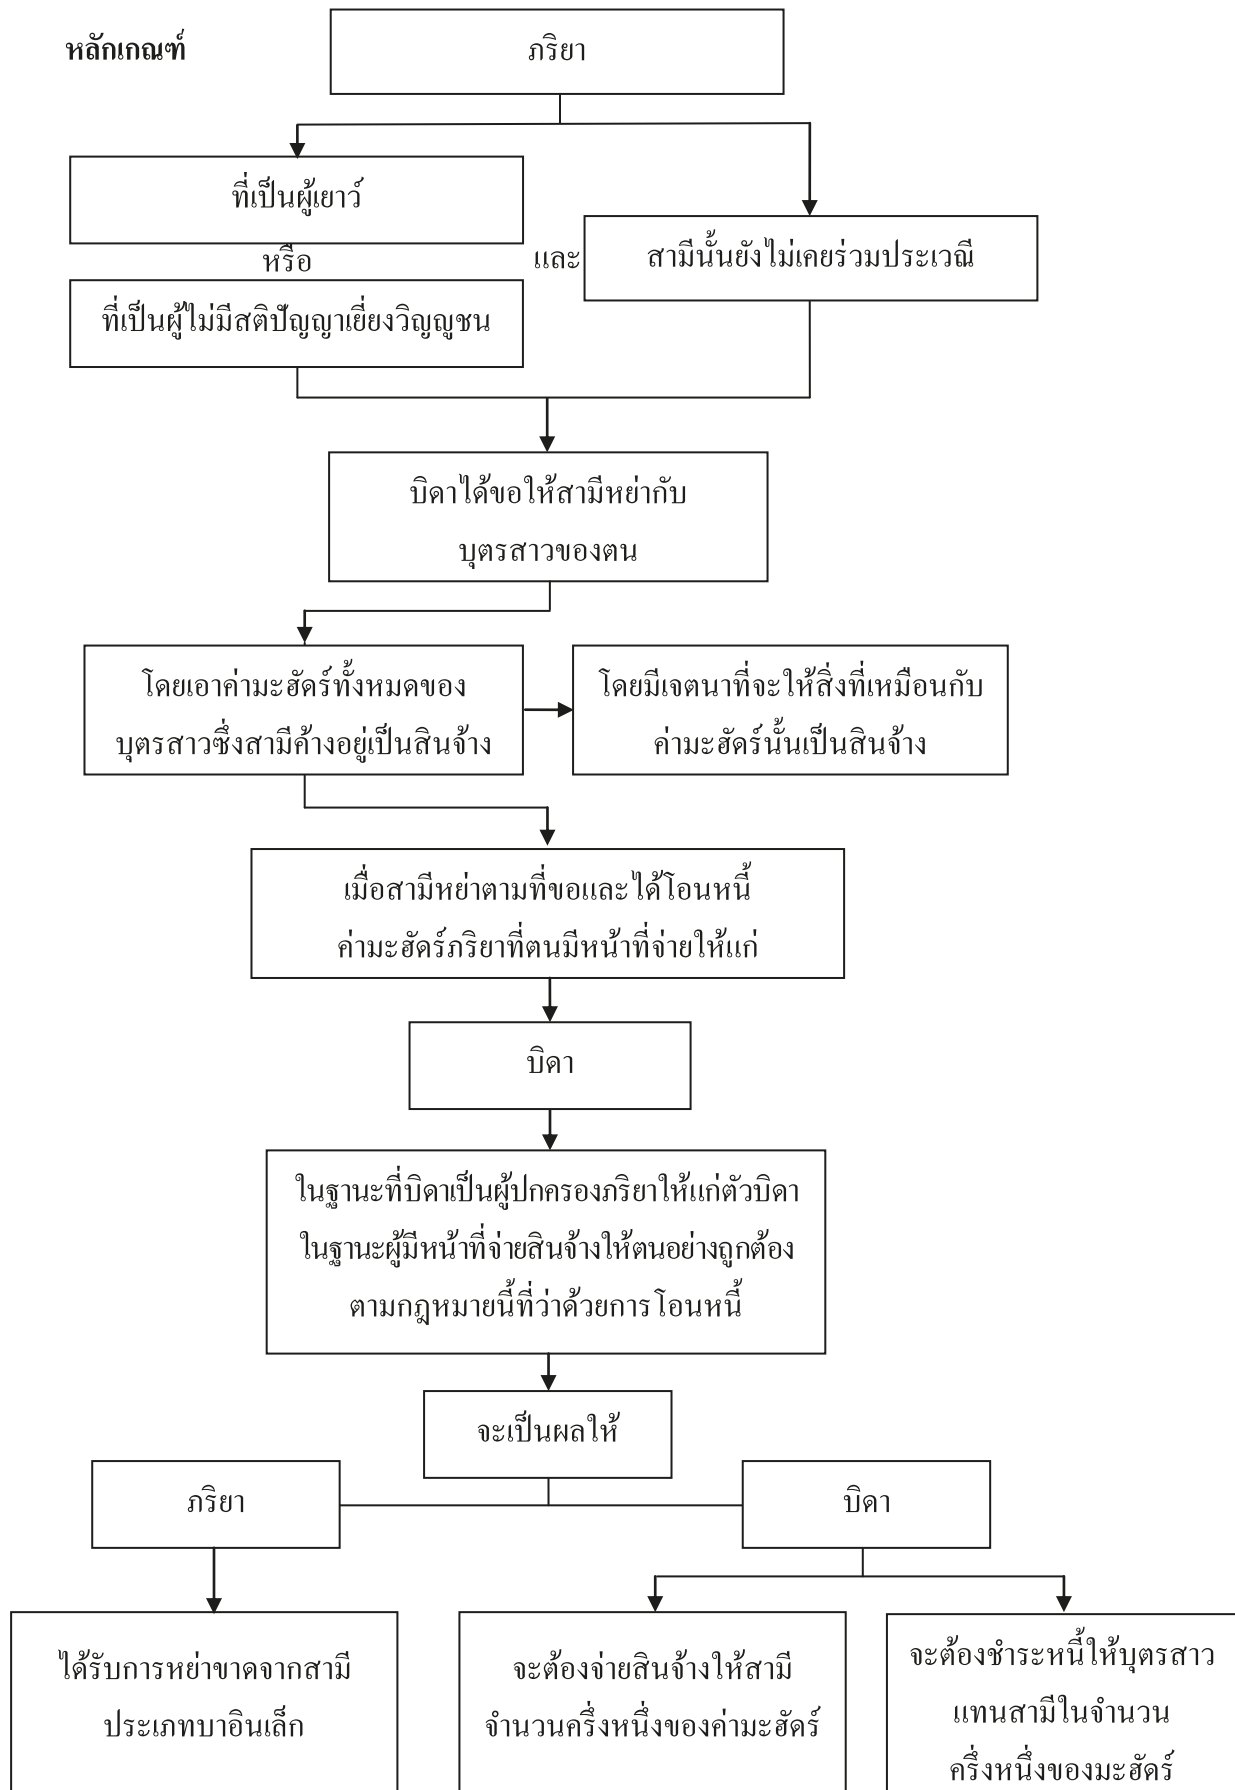 หลักเกณฑ์
ภริยา
ที่เป็นผู้เยาว์
หรือ
ที่เป็นผู้ไม่มีสติปัญญาเยี่ยงวิญญูชน
และ
สามีนั้นยังไม่เคยร่วมประเวณี
บิดาได้ขอให้สามีหย่ากับ
บุตรสาวของตน
โดยเอาค่ามะฮัดร์ทั้งหมดของ
บุตรสาวซึ่งสามีค้างอยู่เป็นสินจ้าง
โดยมีเจตนาที่จะให้สิ่งที่เหมือนกับ
ค่ามะฮัดร์นั้นเป็นสินจ้าง
เมื่อสามีหย่าตามที่ขอและได้โอนหนี้
ค่ามะฮัดร์ภริยาที่ตนมีหน้าที่จ่ายให้แก่
บิดา
ในฐานะที่บิดาเป็นผู้ปกครองภริยาให้แก่ตัวบิดา
ในฐานะผู้มีหน้าที่จ่ายสินจ้างให้ตนอย่างถูกต้อง
ตามกฎหมายนี้ที่ว่าด้วยการโอนหนี้
จะเป็นผลให้
ภริยา
บิดา
ได้รับการหย่าขาดจากสามี
ประเภทบาอินเล็ก
จะต้องจ่ายสินจ้างให้สามี
จำนวนครึ่งหนึ่งของค่ามะฮัดร์
จะต้องชำระหนี้ให้บุตรสาว
แทนสามีในจำนวน
ครึ่งหนึ่งของมะฮัดร์